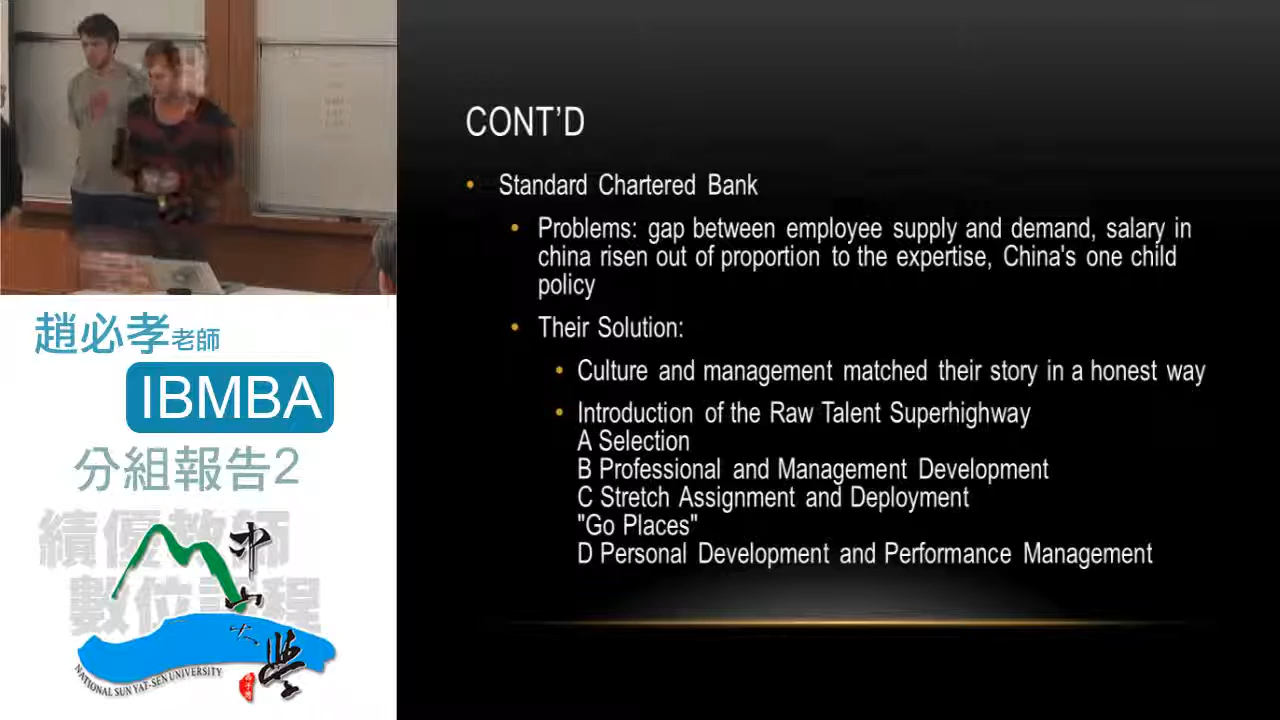 趙必孝老師
IBMBA
分組報告2
績優教師
數位課程
中山大學
NATIONAL SUN YAT-SEN UNIVERSITY
CONT'D
• Standard Chartered Bank
• Problems: gap between employee supply and demand, salary in
china risen out of proportion to the expertise, China's one child
policy
• Their Solution:
• Culture and management matched their story in a honest way
• Introduction of the Raw Talent Superhighway
A Selection
B Professional and Management Development
C Stretch Assignment and Deployment
"Go Places"
D Personal Development and Performance Management